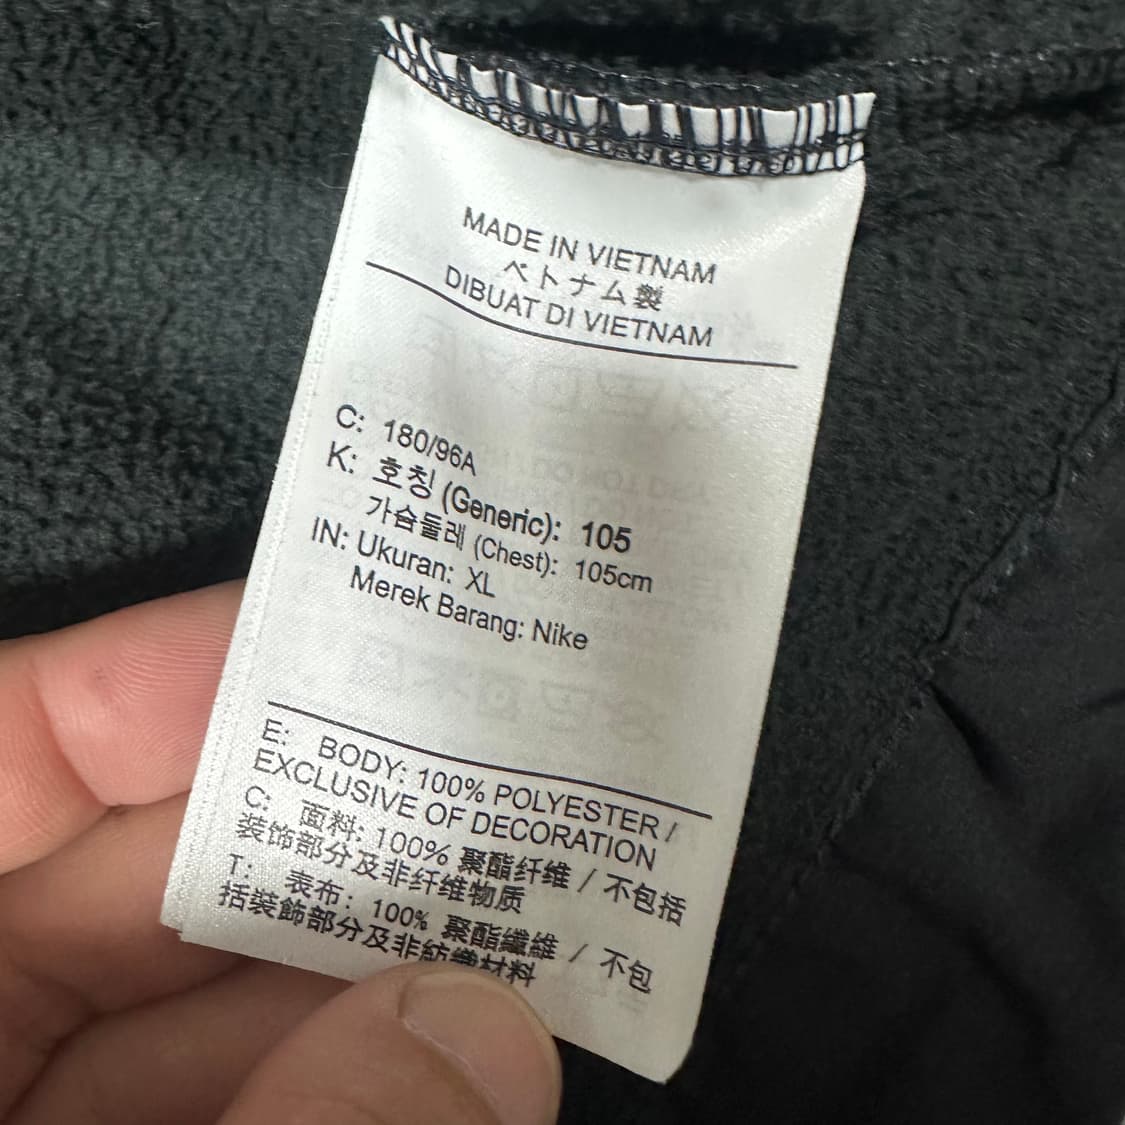 MADE IN VIETNAM
ベトナム製
DIBUAT DI VIETNAM
C: 180/96A
K: 호칭 (Generic): 105
가슴둘레 (Chest): 105cm
IN: Ukuran: XL
Merek Barang: Nike
E: BODY: 100% POLYESTER /
EXCLUSIVE OF DECORATION
C: 面料: 100% 聚酯纤维 / 不包括
装饰部分及非纤维物质
T: 表布: 100% 聚酯纖維 / 不包
括裝飾部分及非紡織材料